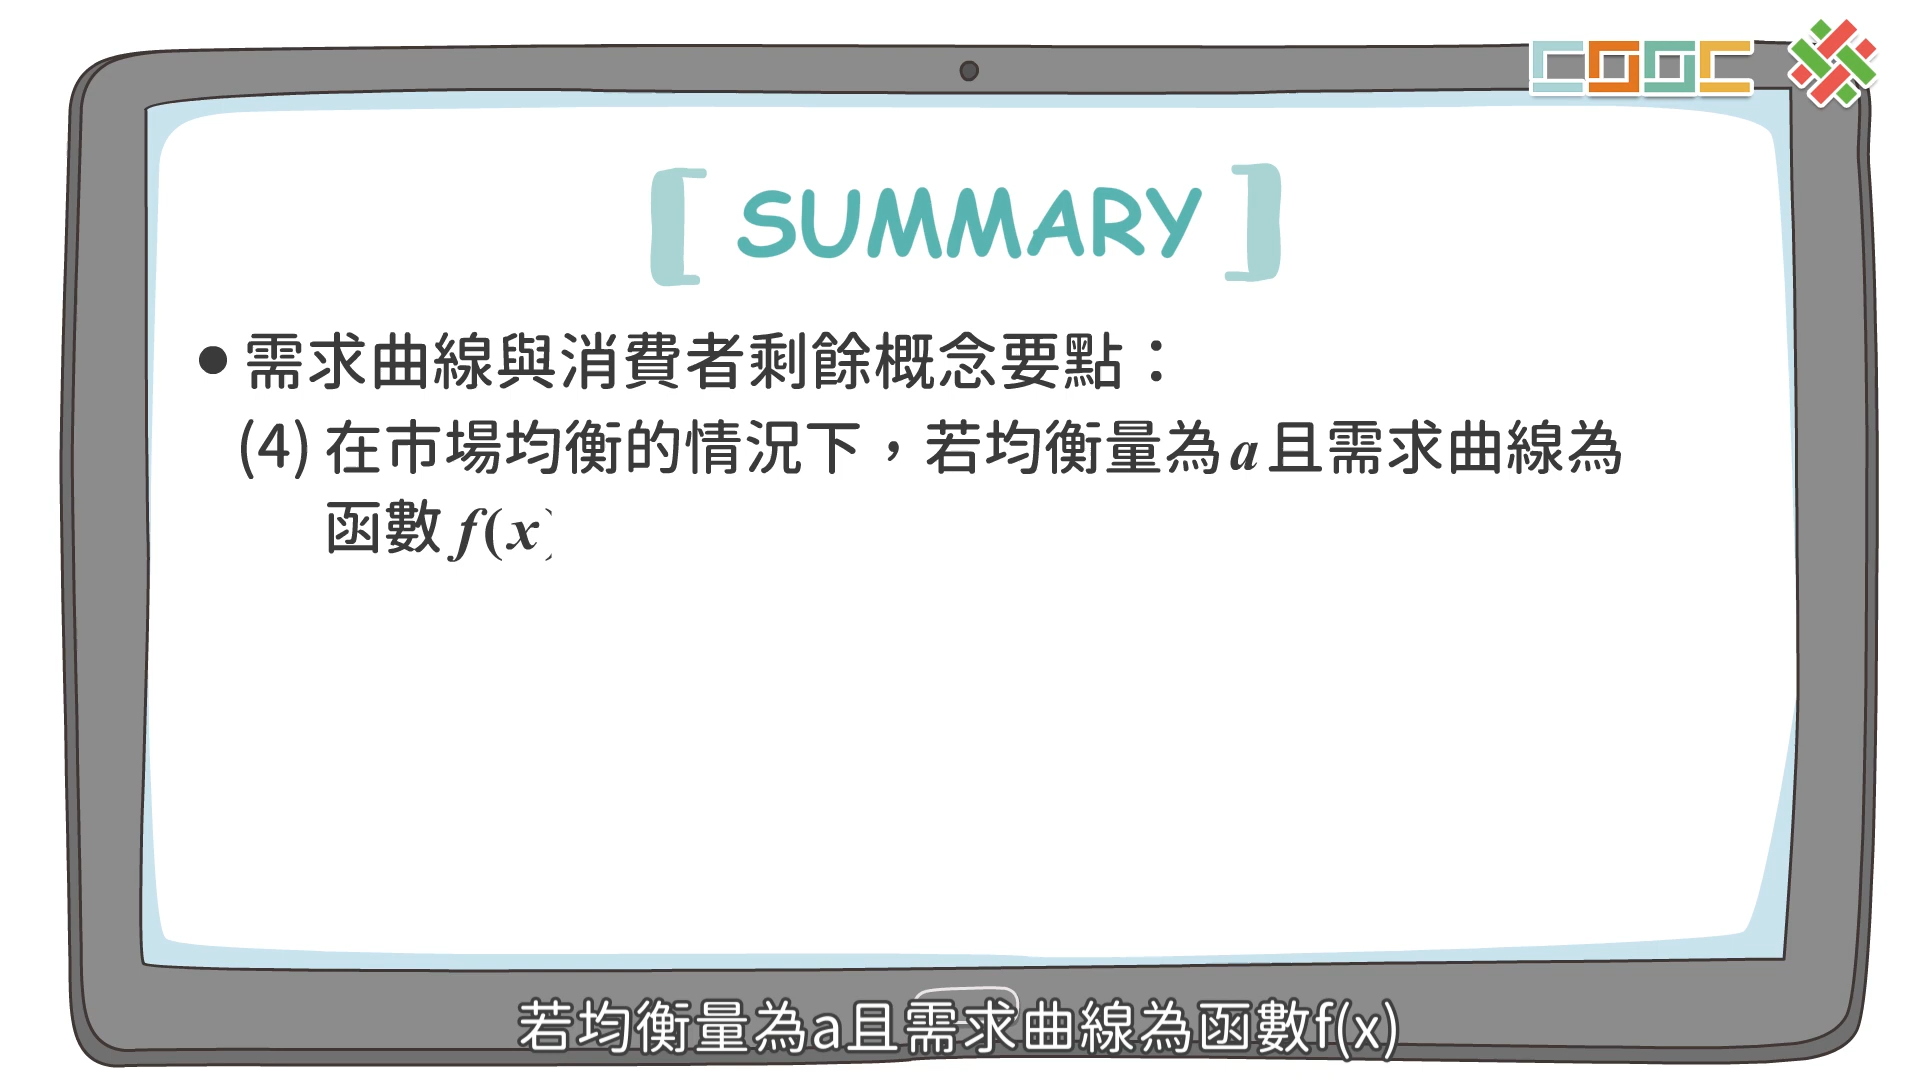 CGGC
SUMMARY
• 需求曲線與消費者剩餘概念要點：
(4) 在市場均衡的情況下，若均衡量為a且需求曲線為
函數 f(x)
若均衡量為a且需求曲線為函數f(x)